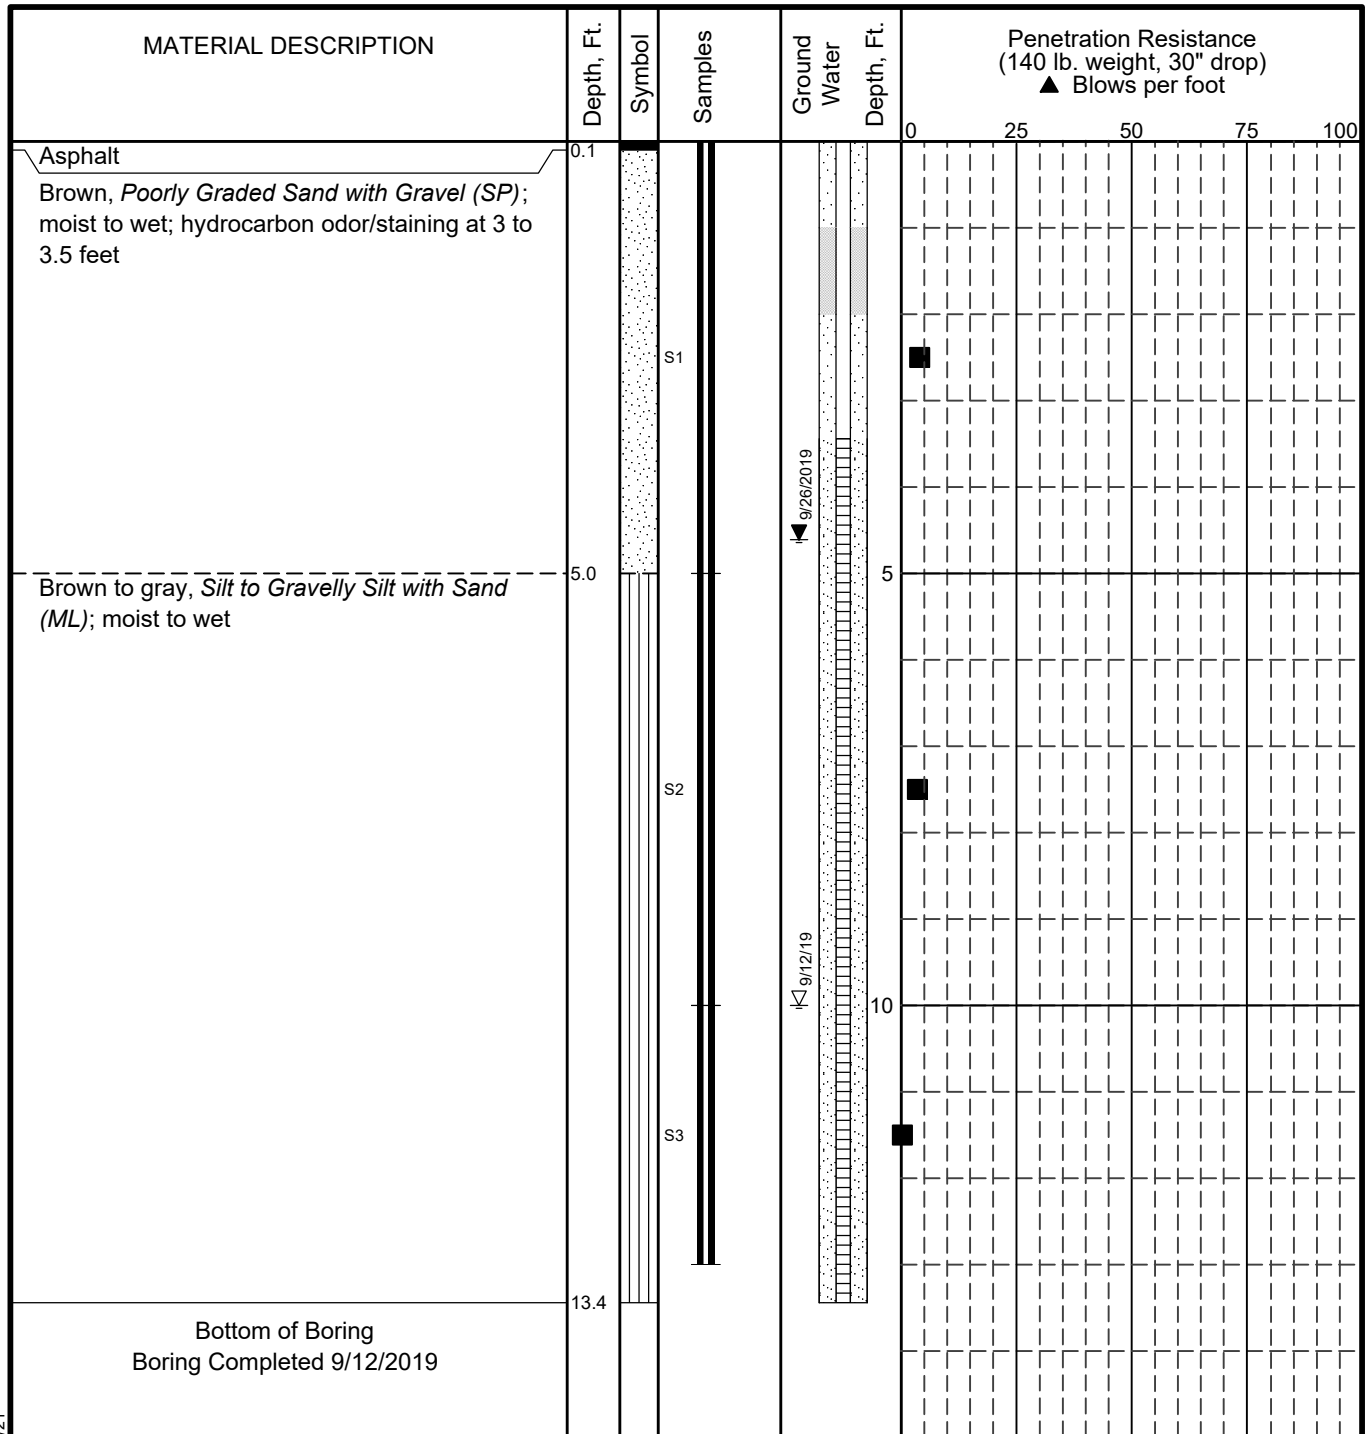 MATERIAL DESCRIPTION
Depth, Ft.
Symbol
Samples
Ground
Water
Depth, Ft.
Penetration Resistance
(140 lb. weight, 30" drop)
▲ Blows per foot
0 25 50 75 100
Asphalt
0.1
Brown, Poorly Graded Sand with Gravel (SP);
moist to wet; hydrocarbon odor/staining at 3 to
3.5 feet
S1
9/26/2019
5.0
5
Brown to gray, Silt to Gravelly Silt with Sand
(ML); moist to wet
S2
9/12/19
10
S3
13.4
Bottom of Boring
Boring Completed 9/12/2019